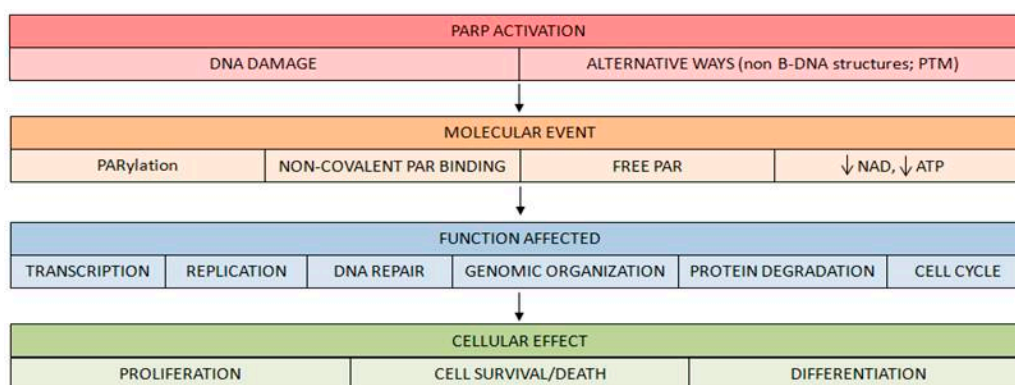 PARP ACTIVATION
DNA DAMAGE
ALTERNATIVE WAYS (non B-DNA structures; PTM)
MOLECULAR EVENT
PARylation
NON-COVALENT PAR BINDING
FREE PAR
↓ NAD, ↓ ATP
FUNCTION AFFECTED
TRANSCRIPTION
REPLICATION
DNA REPAIR
GENOMIC ORGANIZATION
PROTEIN DEGRADATION
CELL CYCLE
CELLULAR EFFECT
PROLIFERATION
CELL SURVIVAL/DEATH
DIFFERENTIATION